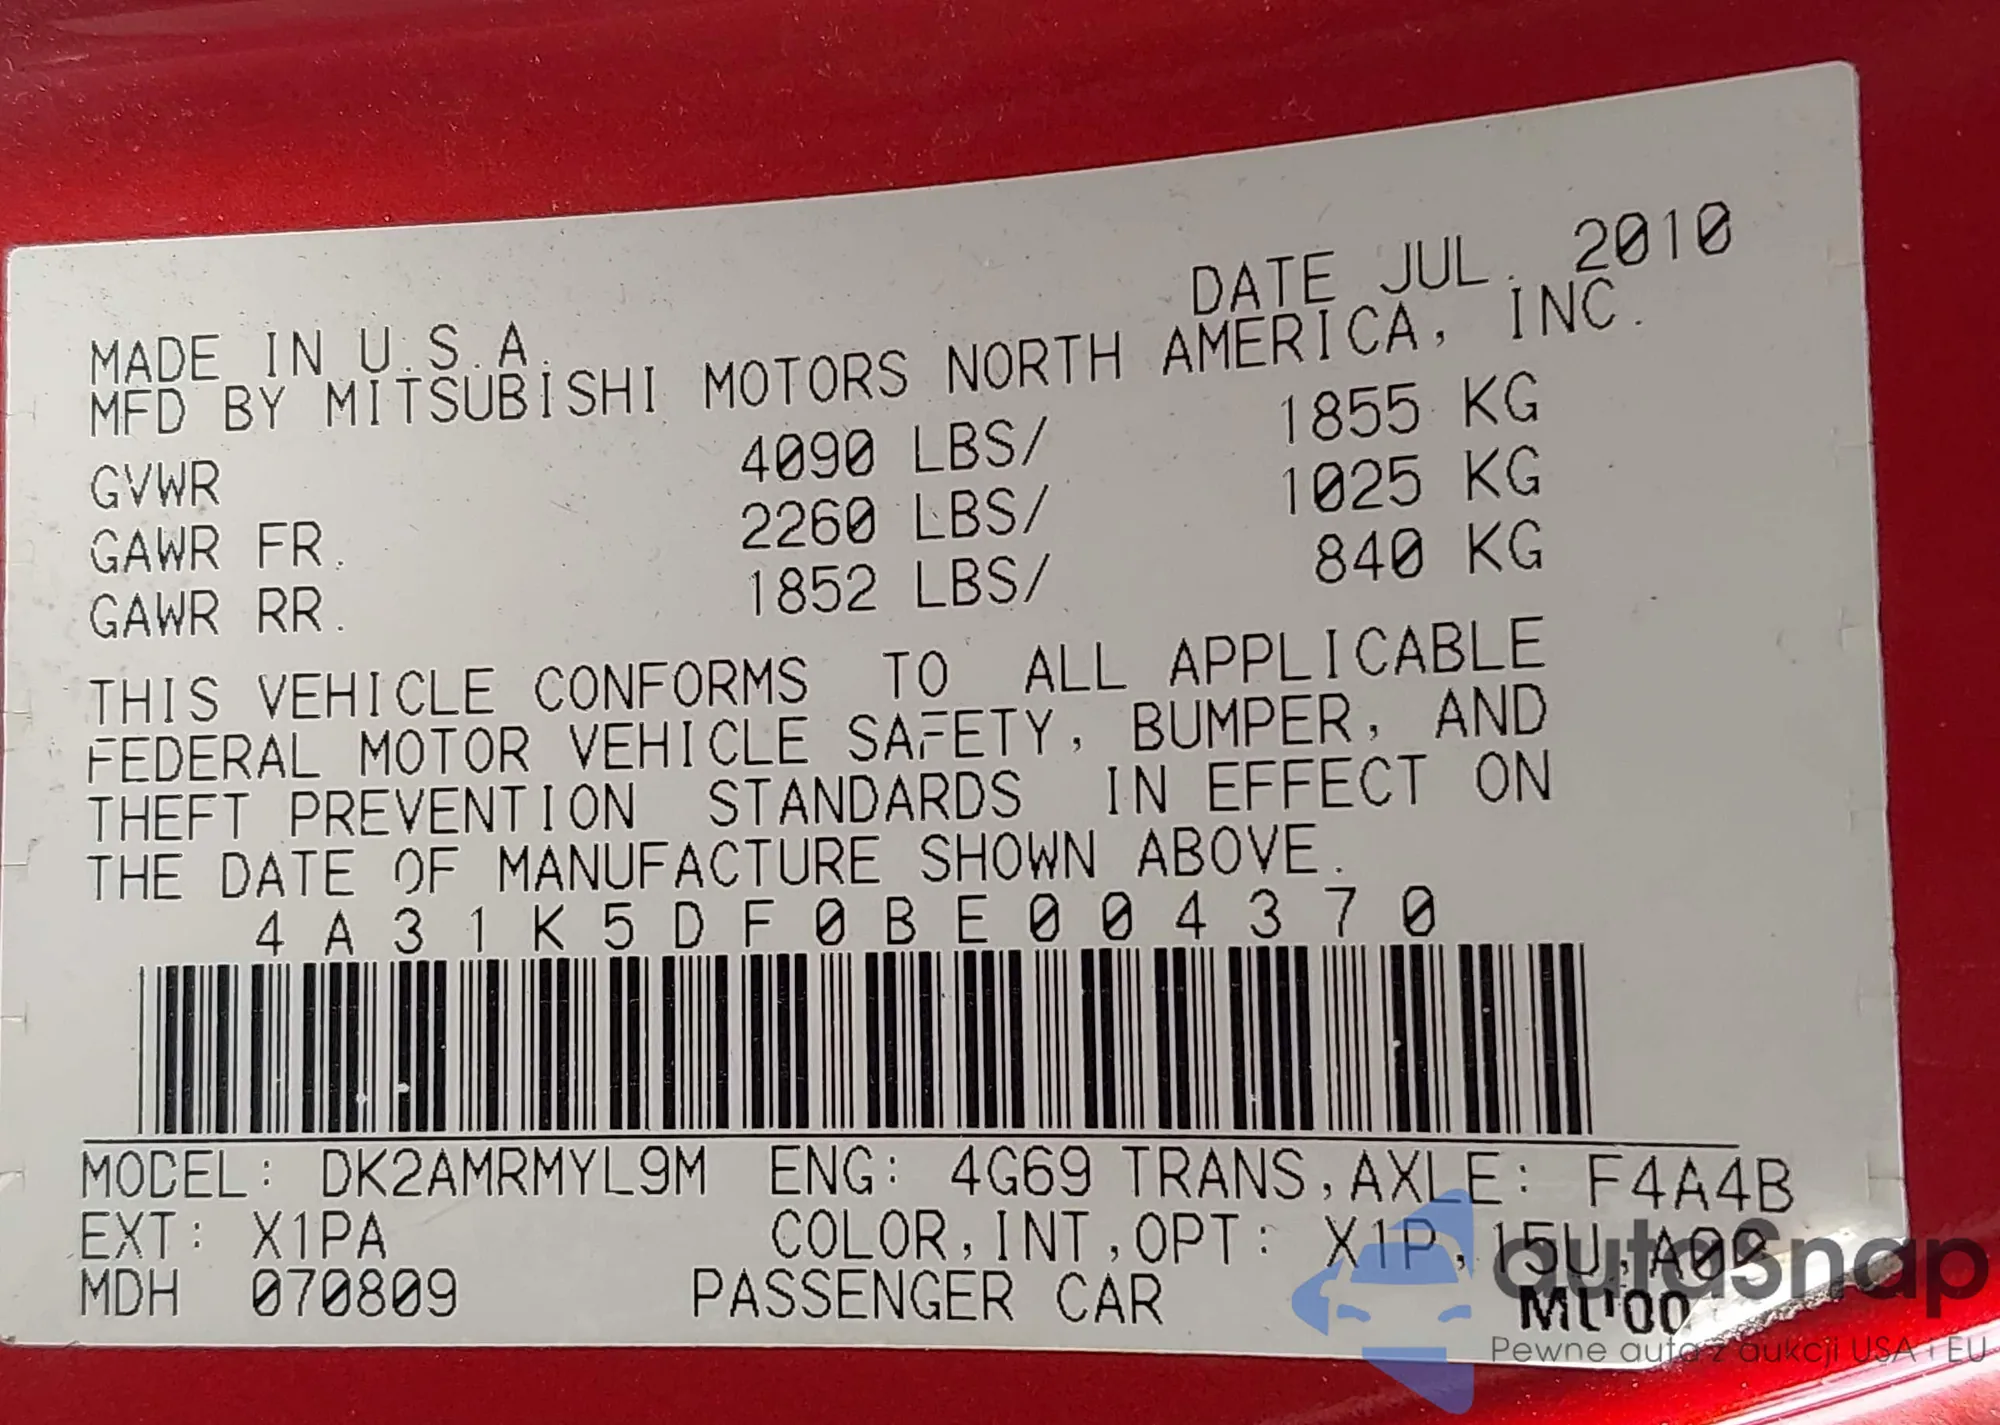 DATE JUL. 2010
MADE IN U.S.A.
MFD BY MITSUBISHI MOTORS NORTH AMERICA, INC.
GVWR 4090 LBS/ 1855 KG
GAWR FR. 2260 LBS/ 1025 KG
GAWR RR. 1852 LBS/ 840 KG
THIS VEHICLE CONFORMS TO ALL APPLICABLE
FEDERAL MOTOR VEHICLE SAFETY, BUMPER, AND
THEFT PREVENTION STANDARDS IN EFFECT ON
THE DATE OF MANUFACTURE SHOWN ABOVE.
4A31K5DF0BE004370
MODEL: DK2AMRMYL9M ENG: 4G69 TRANS,AXLE: F4A4B
EXT: X1PA COLOR,INT,OPT: X1P,15U,
MDH 070809 PASSENGER CAR
autoSnap
Pewne auta z aukcji USA i EU